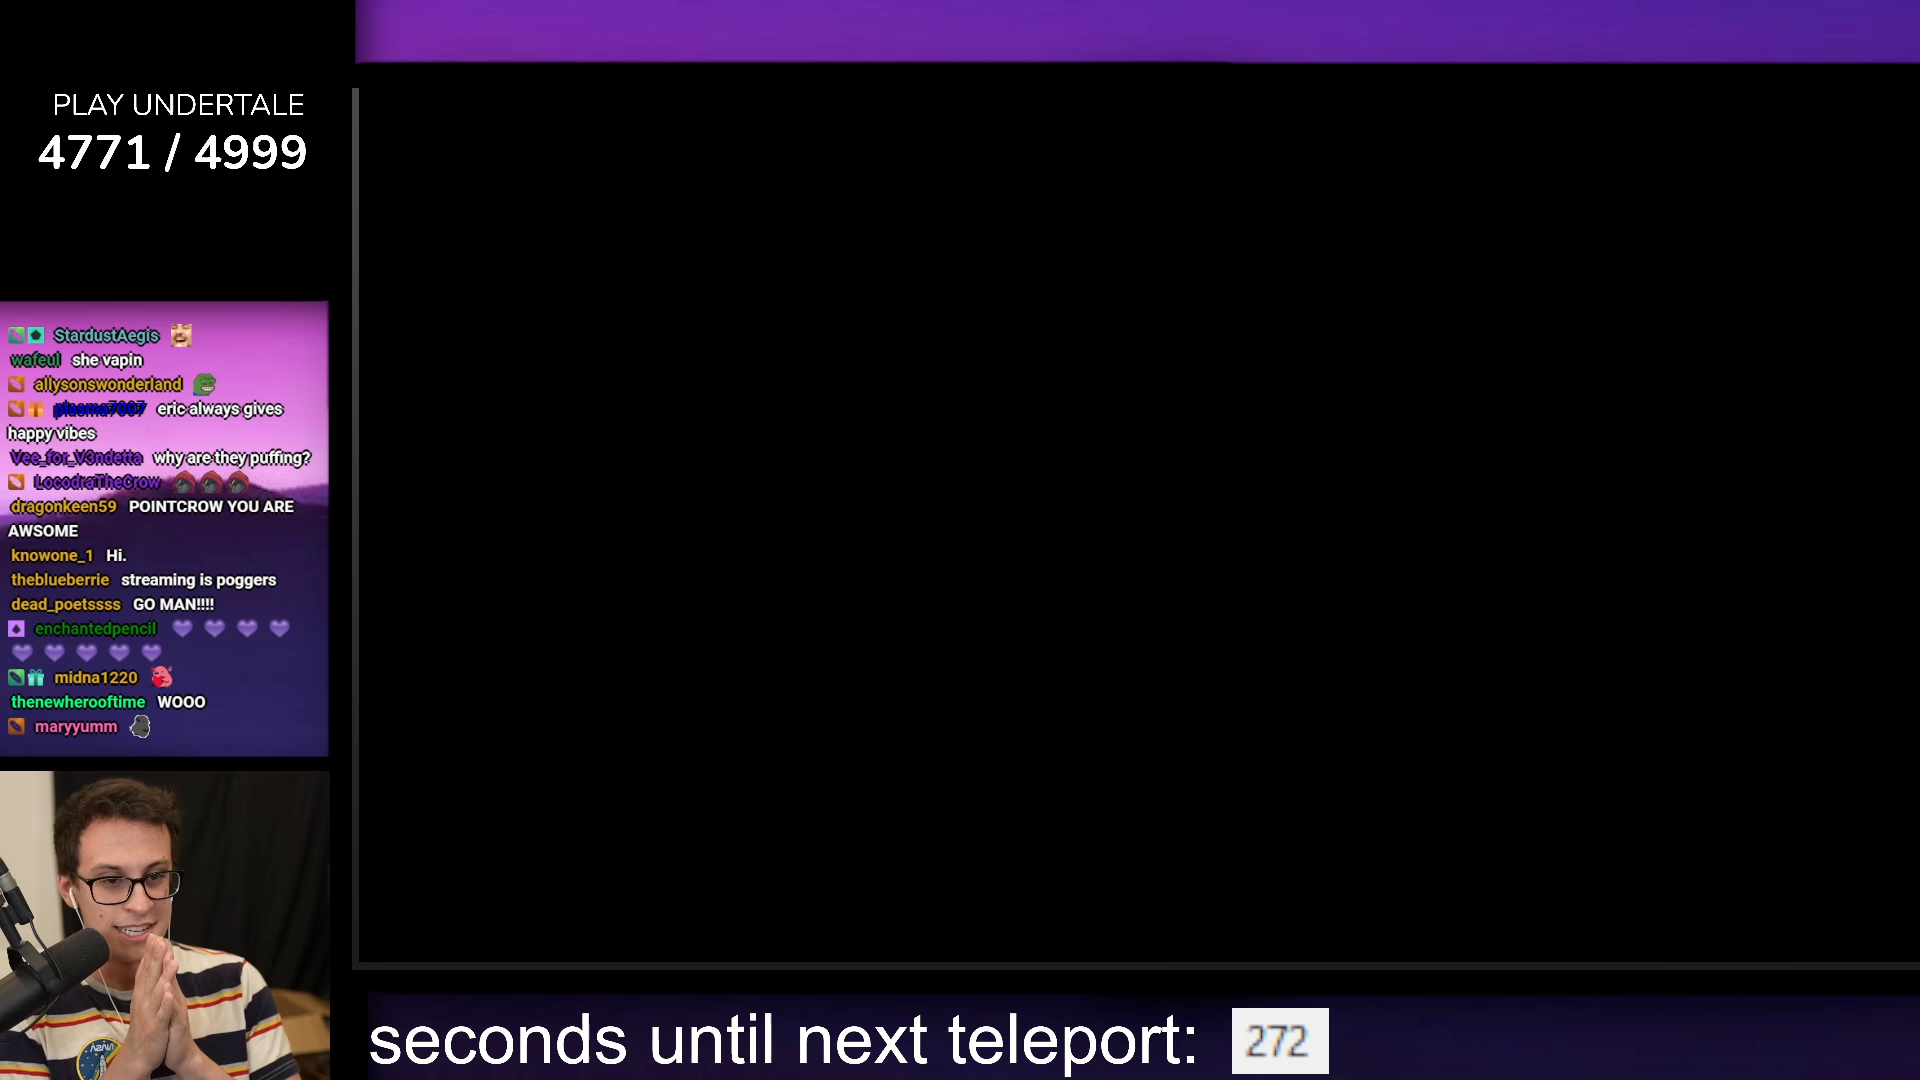 PLAY UNDERTALE
4771 / 4999
StardustAegis
wafeul she vapin
allysonswonderland
plasma7007 eric always gives
happy vibes
Vee_for_V3ndetta why are they puffing?
LocodraTheCrow
dragonkeen59 POINTCROW YOU ARE
AWSOME
knowone_1 Hi.
theblueberrie streaming is poggers
dead_poetssss GO MAN!!!!
enchantedpencil
midna1220
thenewherooftime WOOO
maryyumm
seconds until next teleport: 272